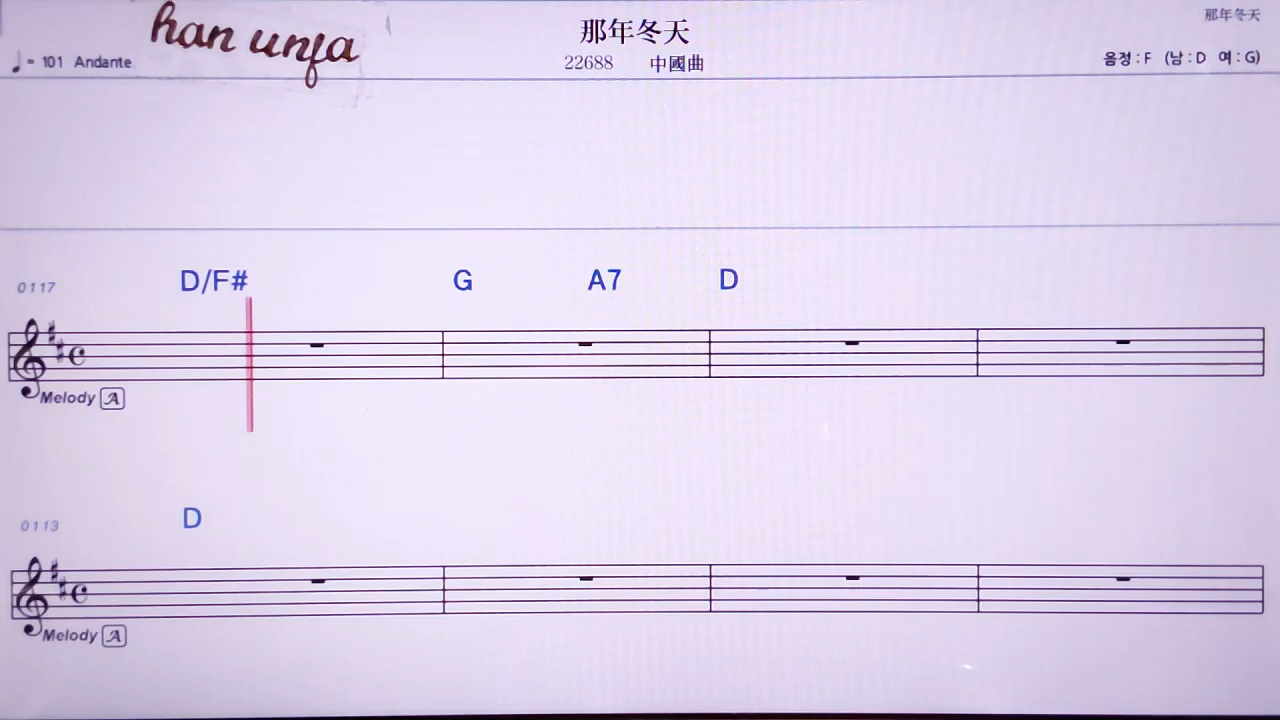 han unfa
那年冬天
那年冬天
♩= 101 Andante
22688 中國曲
음정 : F (남 : D 여 : G)
D/F# G A7 D
0117
Melody A
D
0113
Melody A